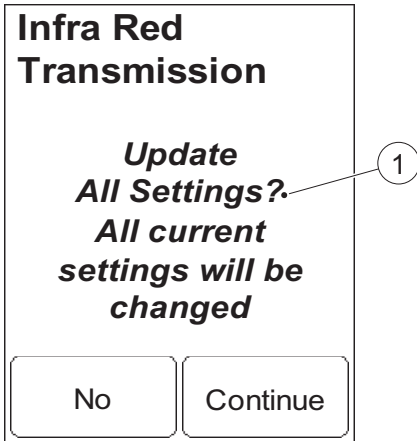 Infra Red
Transmission
Update
All Settings?
1
All current
settings will be
changed
No
Continue